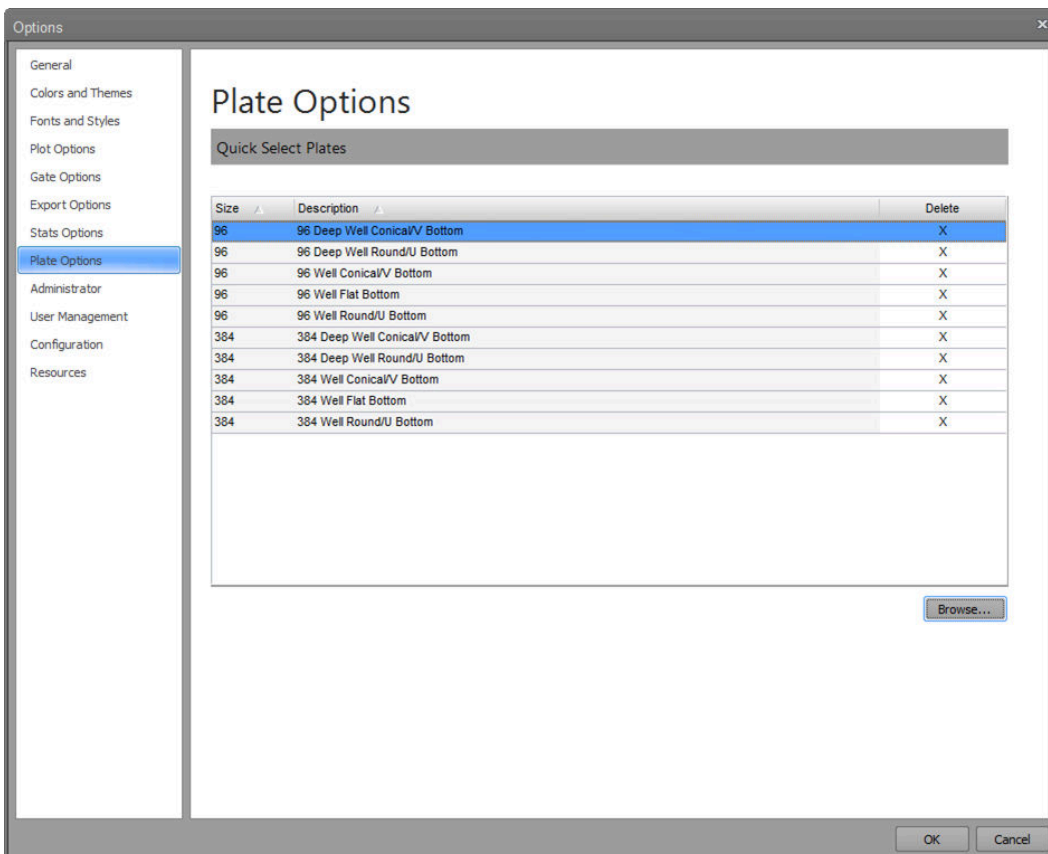 Options
x
General
Colors and Themes
Fonts and Styles
Plot Options
Gate Options
Export Options
Stats Options
Plate Options
Administrator
User Management
Configuration
Resources
Plate Options
Quick Select Plates
Size Description Delete
96 96 Deep Well Conical/V Bottom X
96 96 Deep Well Round/U Bottom X
96 96 Well Conical/V Bottom X
96 96 Well Flat Bottom X
96 96 Well Round/U Bottom X
384 384 Deep Well Conical/V Bottom X
384 384 Deep Well Round/U Bottom X
384 384 Well Conical/V Bottom X
384 384 Well Flat Bottom X
384 384 Well Round/U Bottom X
Browse...
OK Cancel